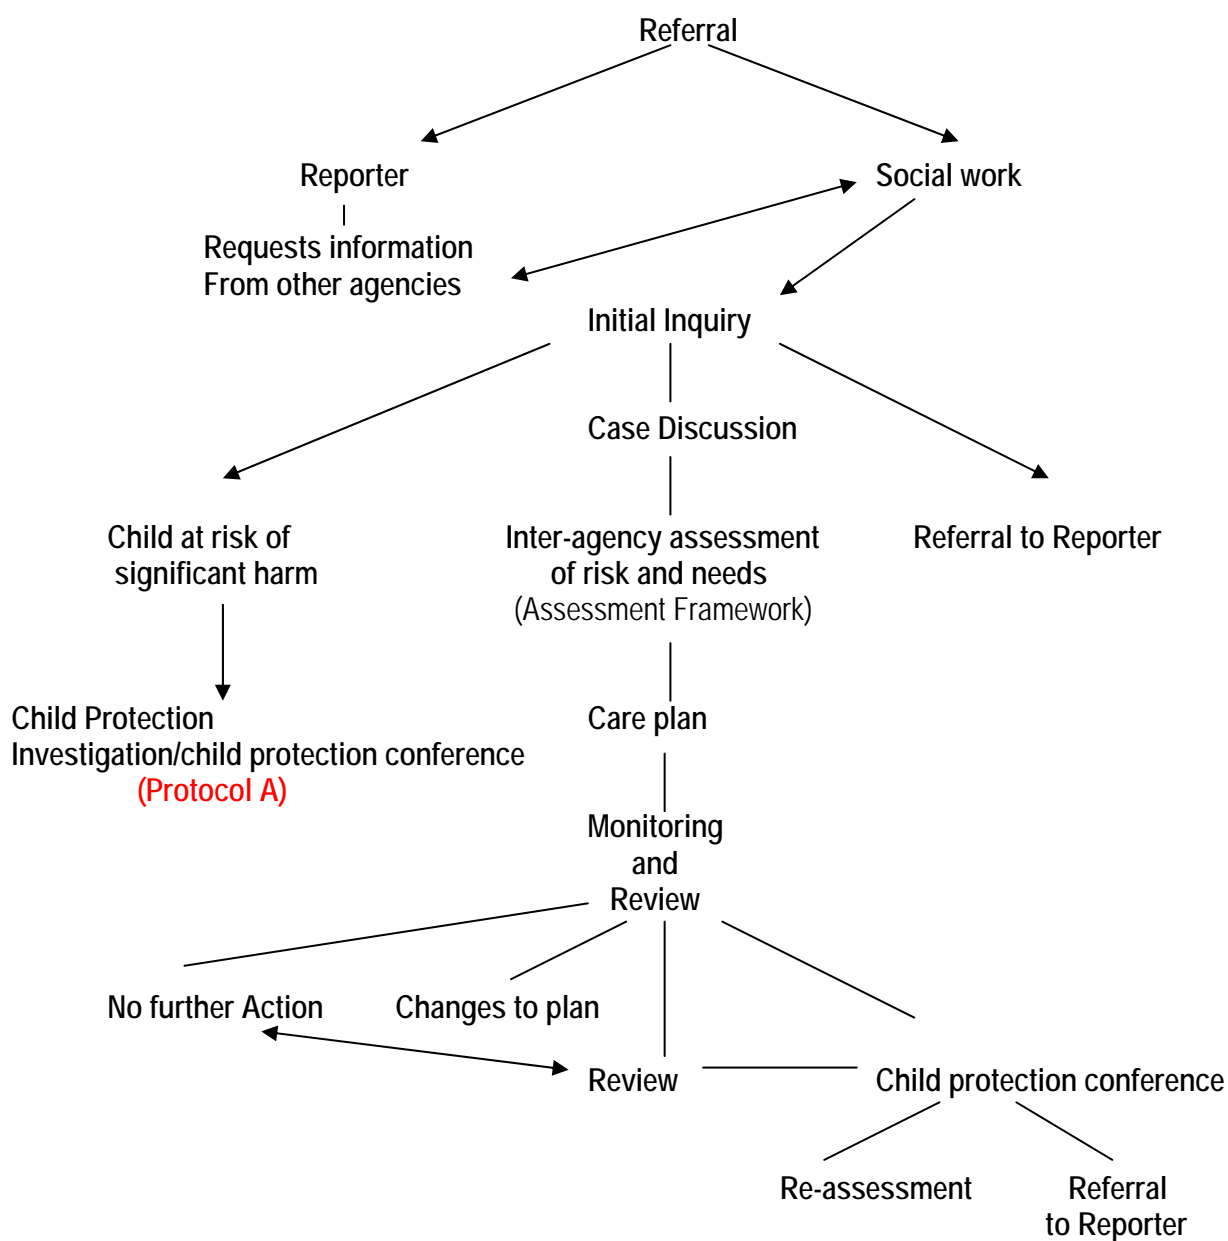 Referral
Reporter
Social work
Requests information
From other agencies
Initial Inquiry
Case Discussion
Child at risk of
significant harm
Inter-agency assessment
of risk and needs
(Assessment Framework)
Referral to Reporter
Child Protection
Investigation/child protection conference
(Protocol A)
Care plan
Monitoring
and
Review
No further Action
Changes to plan
Review
Child protection conference
Re-assessment
Referral
to Reporter